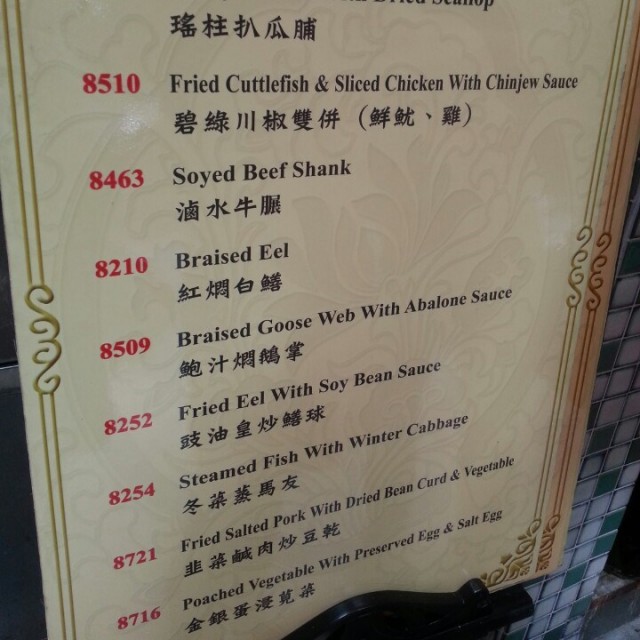 Dried Scallop
瑤柱扒瓜脯
8510 Fried Cuttlefish & Sliced Chicken With Chinjew Sauce
碧綠川椒雙併（鮮魷、雞）
8463 Soyed Beef Shank
滷水牛𦟌
8210 Braised Eel
紅燜白鱔
8509 Braised Goose Web With Abalone Sauce
鮑汁燜鵝掌
8252 Fried Eel With Soy Bean Sauce
豉油皇炒鱔球
8254 Steamed Fish With Winter Cabbage
冬菜蒸馬友
8721 Fried Salted Pork With Dried Bean Curd & Vegetable
韭菜鹹肉炒豆乾
8716 Poached Vegetable With Preserved Egg & Salt Egg
金銀蛋浸莧菜